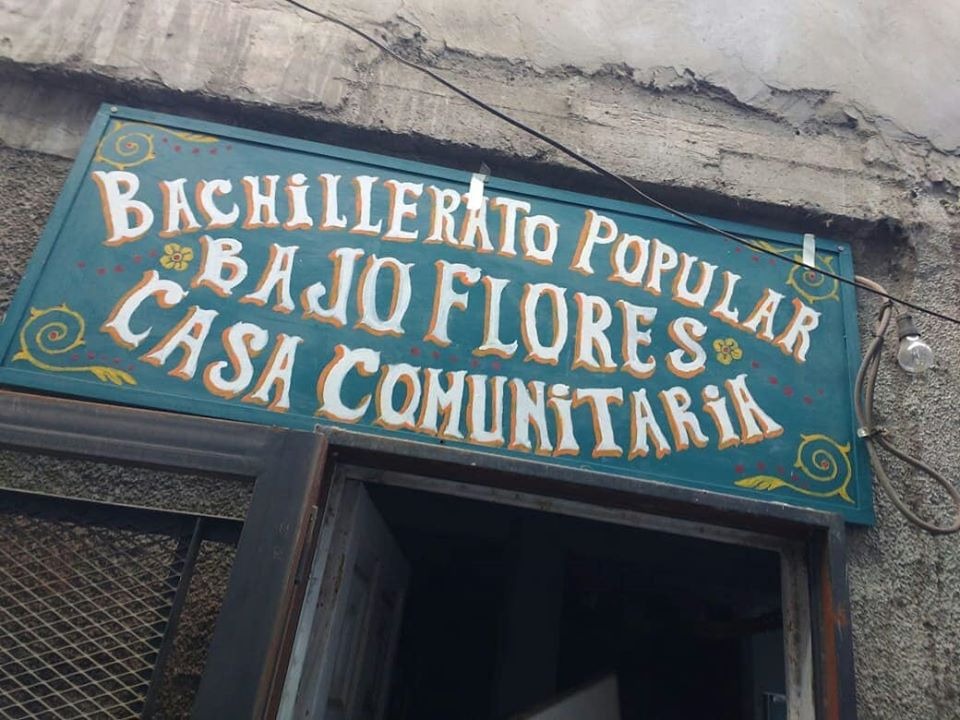 BACHiLLERATO POPULAR
BAJO FLORES
CASA COMUNiTARiA